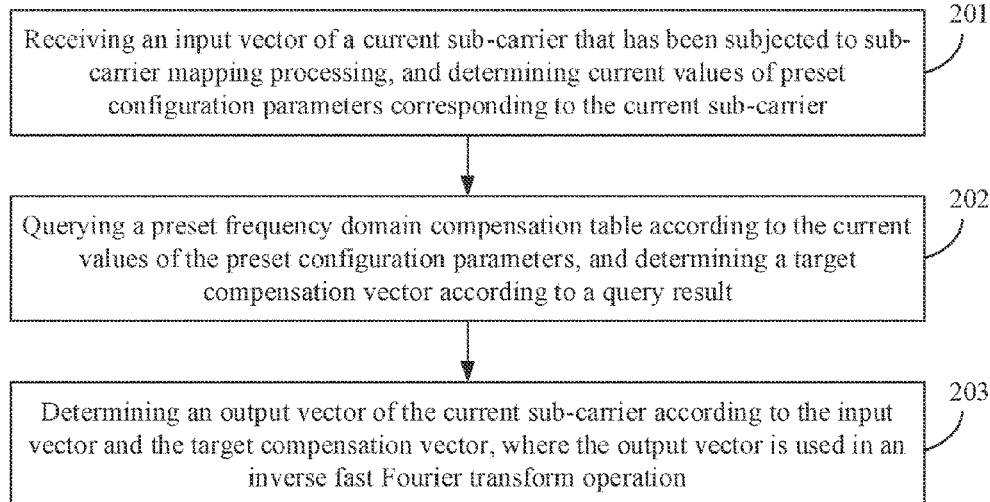 201
Receiving an input vector of a current sub-carrier that has been subjected to sub-
carrier mapping processing, and determining current values of preset
configuration parameters corresponding to the current sub-carrier
202
Querying a preset frequency domain compensation table according to the current
values of the preset configuration parameters, and determining a target
compensation vector according to a query result
203
Determining an output vector of the current sub-carrier according to the input
vector and the target compensation vector, where the output vector is used in an
inverse fast Fourier transform operation